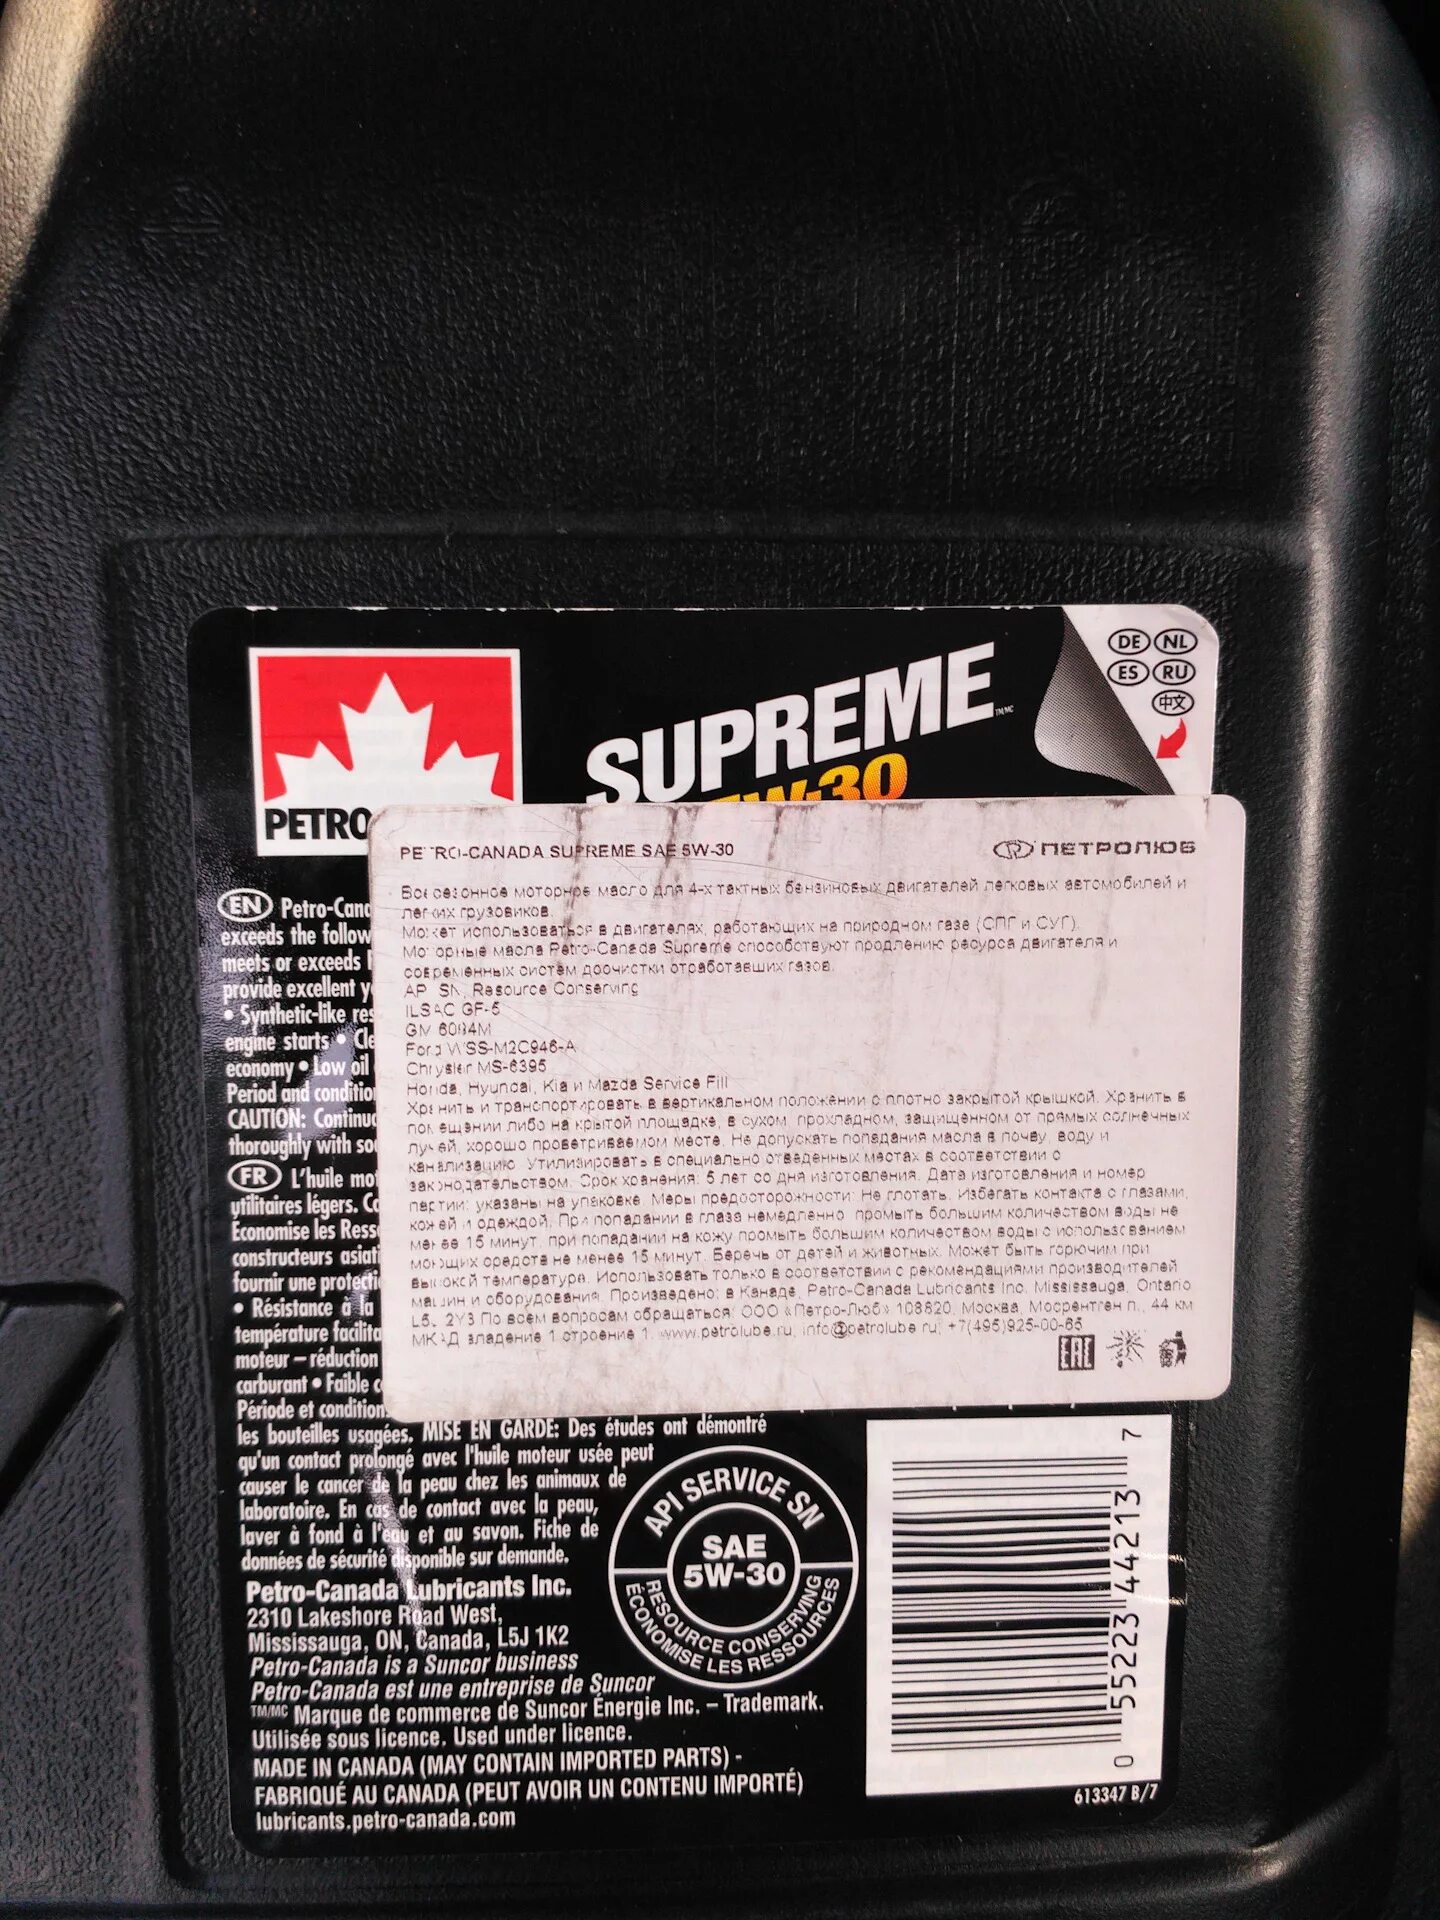 DE NL
ES RU
中文
SUPREME TM/MC
5W-30
PETRO
PETRO-CANADA SUPREME SAE 5W-30
ПЕТРОЛЮБ
Всесезонное моторное масло для 4-х тактных бензиновых двигателей легковых автомобилей и
легких грузовиков.
Может использоваться в двигателях, работающих на природном газе (СПГ и СУГ).
Моторные масла Petro-Canada Supreme способствуют продлению ресурса двигателя и
современных систем доочистки отработавших газов.
API SN, Resource Conserving
ILSAC GF-5
GM 6094M
Ford WSS-M2C946-A
Chrysler MS-6395
Honda, Hyundai, Kia и Mazda Service Fill
Хранить и транспортировать в вертикальном положении с плотно закрытой крышкой. Хранить в
помещении либо на крытой площадке, в сухом, прохладном, защищенном от прямых солнечных
лучей, хорошо проветриваемом месте. Не допускать попадания масла в почву, воду и
канализацию. Утилизировать в специально отведенных местах в соответствии с
законодательством. Срок хранения: 5 лет со дня изготовления. Дата изготовления и номер
партии: указаны на упаковке. Меры предосторожности: Не глотать. Избегать контакта с глазами,
кожей и одеждой. При попадании в глаза немедленно промыть большим количеством воды не
менее 15 минут, при попадании на кожу промыть большим количеством воды с использованием
моющих средств не менее 15 минут. Беречь от детей и животных. Может быть горючим при
высокой температуре. Использовать только в соответствии с рекомендациями производителей
машин и оборудования. Произведено: в Канаде, Petro-Canada Lubricants Inc. Mississauga, Ontario
L5L 2Y3 По всем вопросам обращаться: ООО «Петро-Люб» 108820, Москва, Мосрентген п., 44 км
МКАД владение 1 строение 1. www.petrolube.ru, info@petrolube.ru, +7(495)925-00-65
EAC
EN Petro-Cana
exceeds the follow
meets or exceeds
provide excellent
• Synthetic-like res
engine starts • Cle
economy • Low oil
Period and conditio
CAUTION: Continuo
thoroughly with so
FR L'huile mot
utilitaires légers. Co
Économise les Ress
constructeurs asiat
fournir une protecti
• Résistance à la
température facilita
moteur – réduction
carburant • Faible
Période et condition
les bouteilles usagées. MISE EN GARDE: Des études ont démontré
qu'un contact prolongé avec l'huile moteur usée peut
causer le cancer de la peau chez les animaux de
laboratoire. En cas de contact avec la peau,
laver à fond à l'eau et au savon. Fiche de
données de sécurité disponible sur demande.
Petro-Canada Lubricants Inc.
2310 Lakeshore Road West,
Mississauga, ON, Canada, L5J 1K2
Petro-Canada is a Suncor business
Petro-Canada est une entreprise de Suncor
TM/MC Marque de commerce de Suncor Énergie Inc. – Trademark.
Utilisée sous licence. Used under licence.
MADE IN CANADA (MAY CONTAIN IMPORTED PARTS) -
FABRIQUÉ AU CANADA (PEUT AVOIR UN CONTENU IMPORTÉ)
lubricants.petro-canada.com
API SERVICE SN
SAE
5W-30
RESOURCE CONSERVING
ÉCONOMISE LES RESSOURCES
0 55223 44213 7
613347 B/7